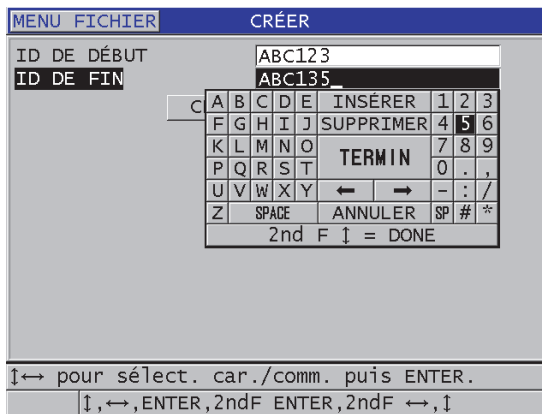 MENU FICHIER CRÉER
ID DE DÉBUT ABC123
ID DE FIN ABC135_
C
A B C D E INSÉRER 1 2 3
F G H I J SUPPRIMER 4 5 6
K L M N O TERMIN 7 8 9
P Q R S T 0 . ,
U V W X Y ← → - : /
Z SPACE ANNULER SP # *
2nd F ↕ = DONE
↕↔ pour sélect. car./comm. puis ENTER.
↕,↔,ENTER,2ndF ENTER,2ndF ↔,↕